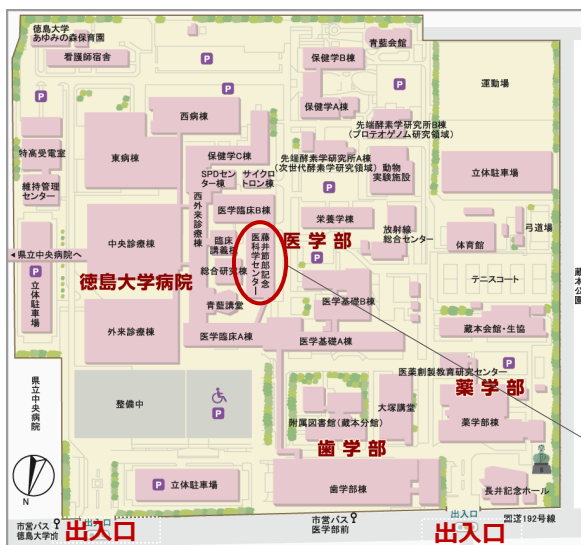 徳島大学
あゆみの森保育園
看護師宿舎
P
青藍会館
保健学B棟
P
P
運動場
P
西病棟
保健学A棟
先端酵素学研究所B棟
(プロテオゲノム研究領域)
特高受電室
東病棟
保健学C棟
先端酵素学研究所A棟
(次世代酵素学研究領域)
動物
実験施設
立体駐車場
維持管理
センター
SPDセン
ター棟
サイクロ
トロン棟
P
西外来診療棟
医学臨床B棟
栄養学棟
放射線
総合センター
弓道場
県立中央病院へ
中央診療棟
臨床
講義棟
藤井節郎記念
医科学センター
医学部
体育館
P
立体駐車場
徳島大学病院
総合研究棟
P
テニスコート
蔵本公園
青藍講堂
医学基礎B棟
外来診療棟
医学臨床A棟
医学基礎A棟
蔵本会館・生協
県立中央病院
医薬創製教育研究センター
P
薬学部
整備中
P
附属図書館(蔵本分館)
大塚講堂
薬学部棟
歯学部
N
P
立体駐車場
歯学部棟
長井記念ホール
市営バス
徳島大学前
出入口
出入口
市営バス
医学部前
出入口
出入口
国道192号線